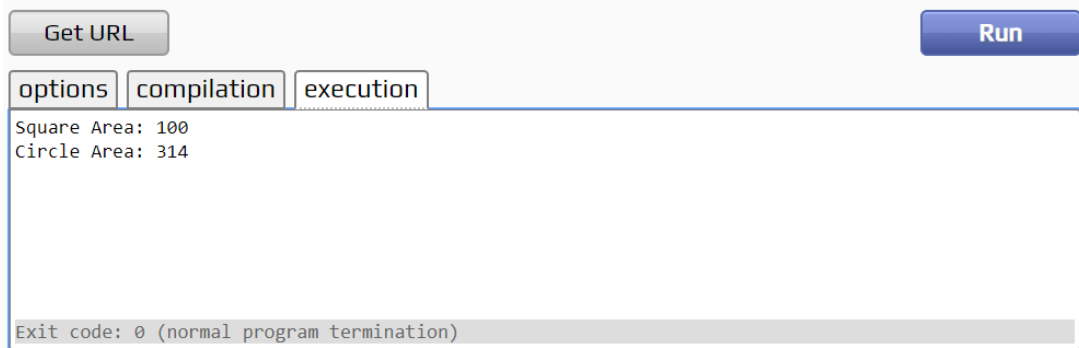 Get URL
Run
options
compilation
execution
Square Area: 100
Circle Area: 314
Exit code: 0 (normal program termination)